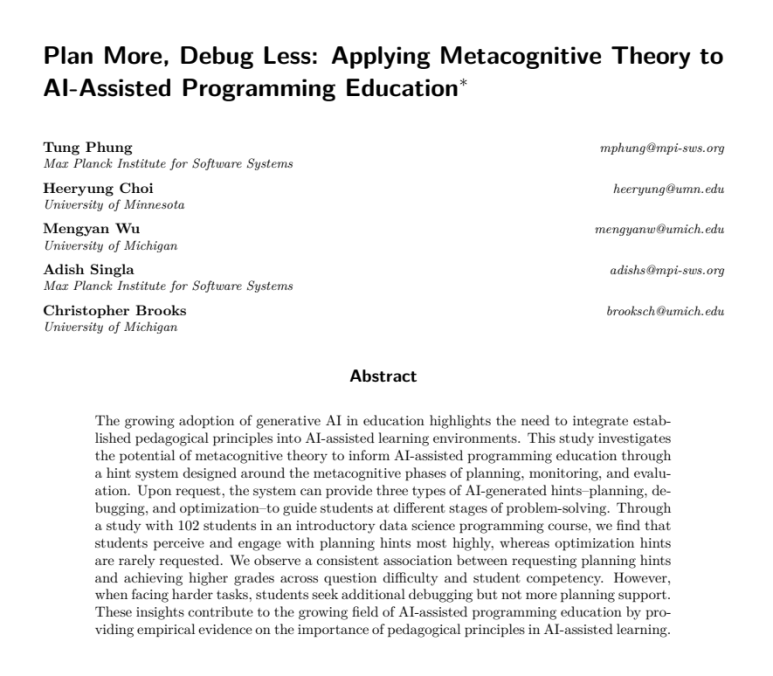 Plan More, Debug Less: Applying Metacognitive Theory to
AI-Assisted Programming Education*
Tung Phung mphung@mpi-sws.org
Max Planck Institute for Software Systems
Heeryung Choi heeryung@umn.edu
University of Minnesota
Mengyan Wu mengyanw@umich.edu
University of Michigan
Adish Singla adishs@mpi-sws.org
Max Planck Institute for Software Systems
Christopher Brooks brooksch@umich.edu
University of Michigan
Abstract
The growing adoption of generative AI in education highlights the need to integrate estab-
lished pedagogical principles into AI-assisted learning environments. This study investigates
the potential of metacognitive theory to inform AI-assisted programming education through
a hint system designed around the metacognitive phases of planning, monitoring, and evalu-
ation. Upon request, the system can provide three types of AI-generated hints–planning, de-
bugging, and optimization–to guide students at different stages of problem-solving. Through
a study with 102 students in an introductory data science programming course, we find that
students perceive and engage with planning hints most highly, whereas optimization hints
are rarely requested. We observe a consistent association between requesting planning hints
and achieving higher grades across question difficulty and student competency. However,
when facing harder tasks, students seek additional debugging but not more planning support.
These insights contribute to the growing field of AI-assisted programming education by pro-
viding empirical evidence on the importance of pedagogical principles in AI-assisted learning.